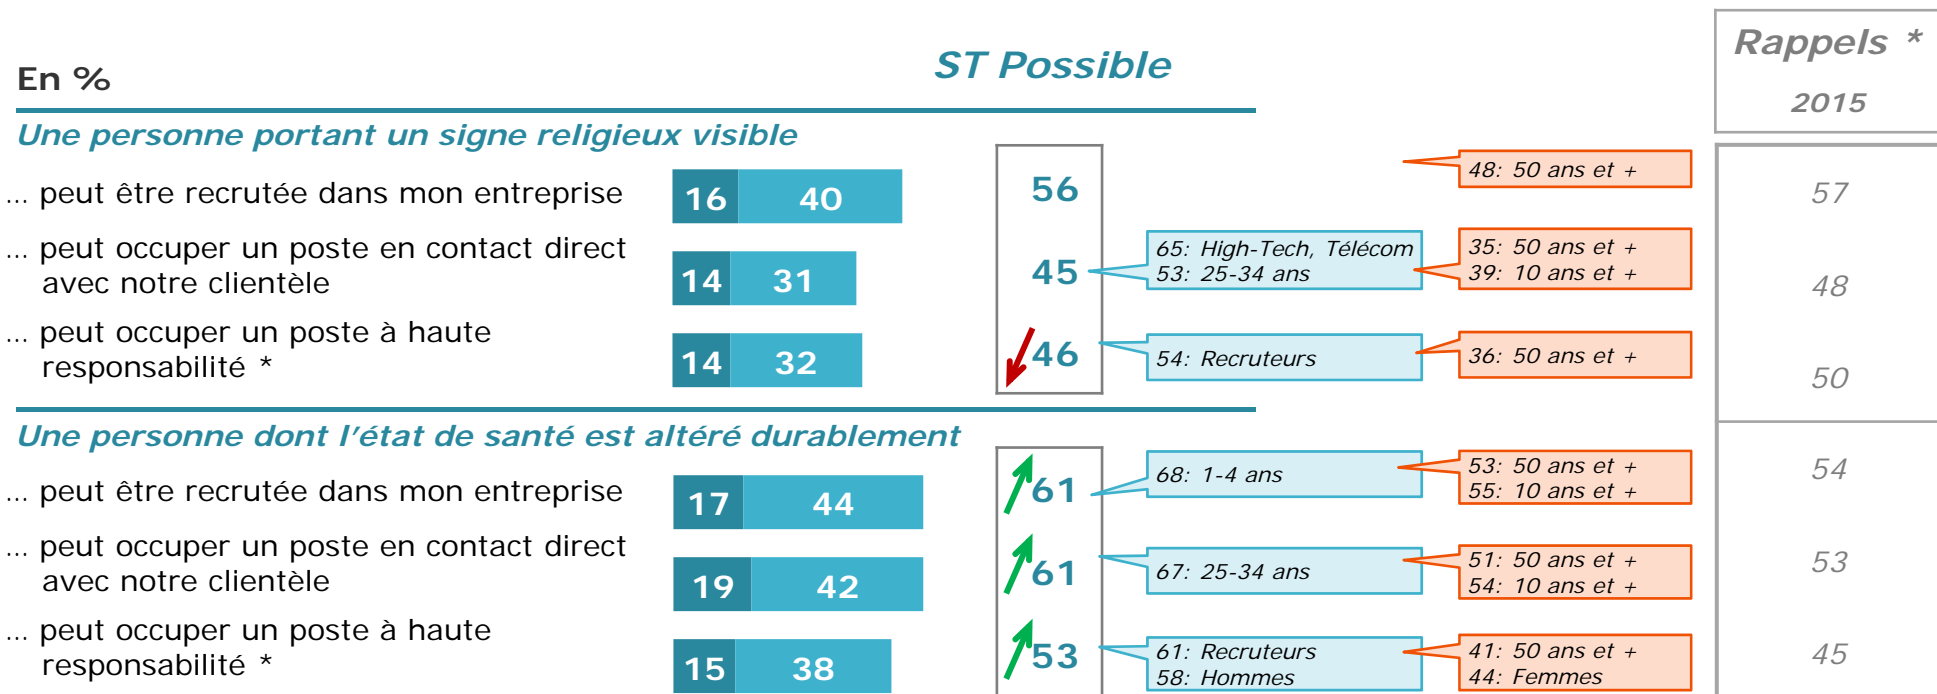 En %
ST Possible
Rappels *
2015
Une personne portant un signe religieux visible
... peut être recrutée dans mon entreprise
16 40
56
48: 50 ans et +
57
... peut occuper un poste en contact direct
avec notre clientèle
14 31
45
65: High-Tech, Télécom
53: 25-34 ans
35: 50 ans et +
39: 10 ans et +
48
... peut occuper un poste à haute
responsabilité *
14 32
46
54: Recruteurs
36: 50 ans et +
50
Une personne dont l'état de santé est altéré durablement
... peut être recrutée dans mon entreprise
17 44
61
68: 1-4 ans
53: 50 ans et +
55: 10 ans et +
54
... peut occuper un poste en contact direct
avec notre clientèle
19 42
61
67: 25-34 ans
51: 50 ans et +
54: 10 ans et +
53
... peut occuper un poste à haute
responsabilité *
15 38
53
61: Recruteurs
58: Hommes
41: 50 ans et +
44: Femmes
45